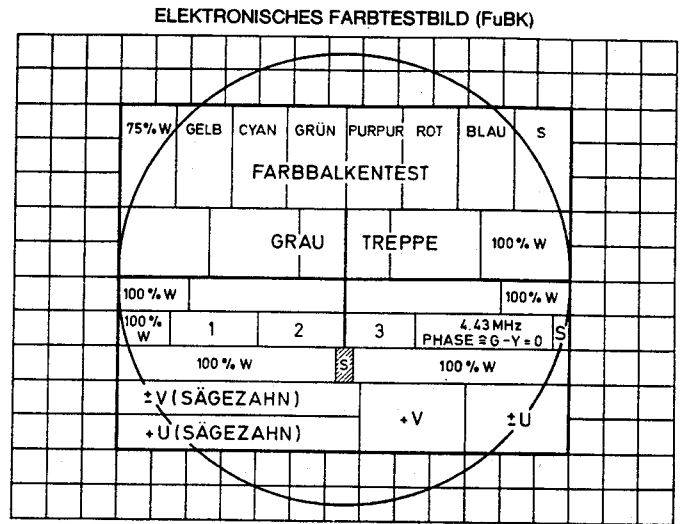 ELEKTRONISCHES FARBTESTBILD (FuBK)
75% W GELB CYAN GRÜN PURPUR ROT BLAU S
FARBBALKENTEST
GRAU TREPPE 100% W
100% W 100% W
100% W 1 2 3 4.43 MHz
PHASE ≙ G-Y = 0 S
100% W S 100% W
±V (SÄGEZAHN)
+U (SÄGEZAHN)
+V ±U